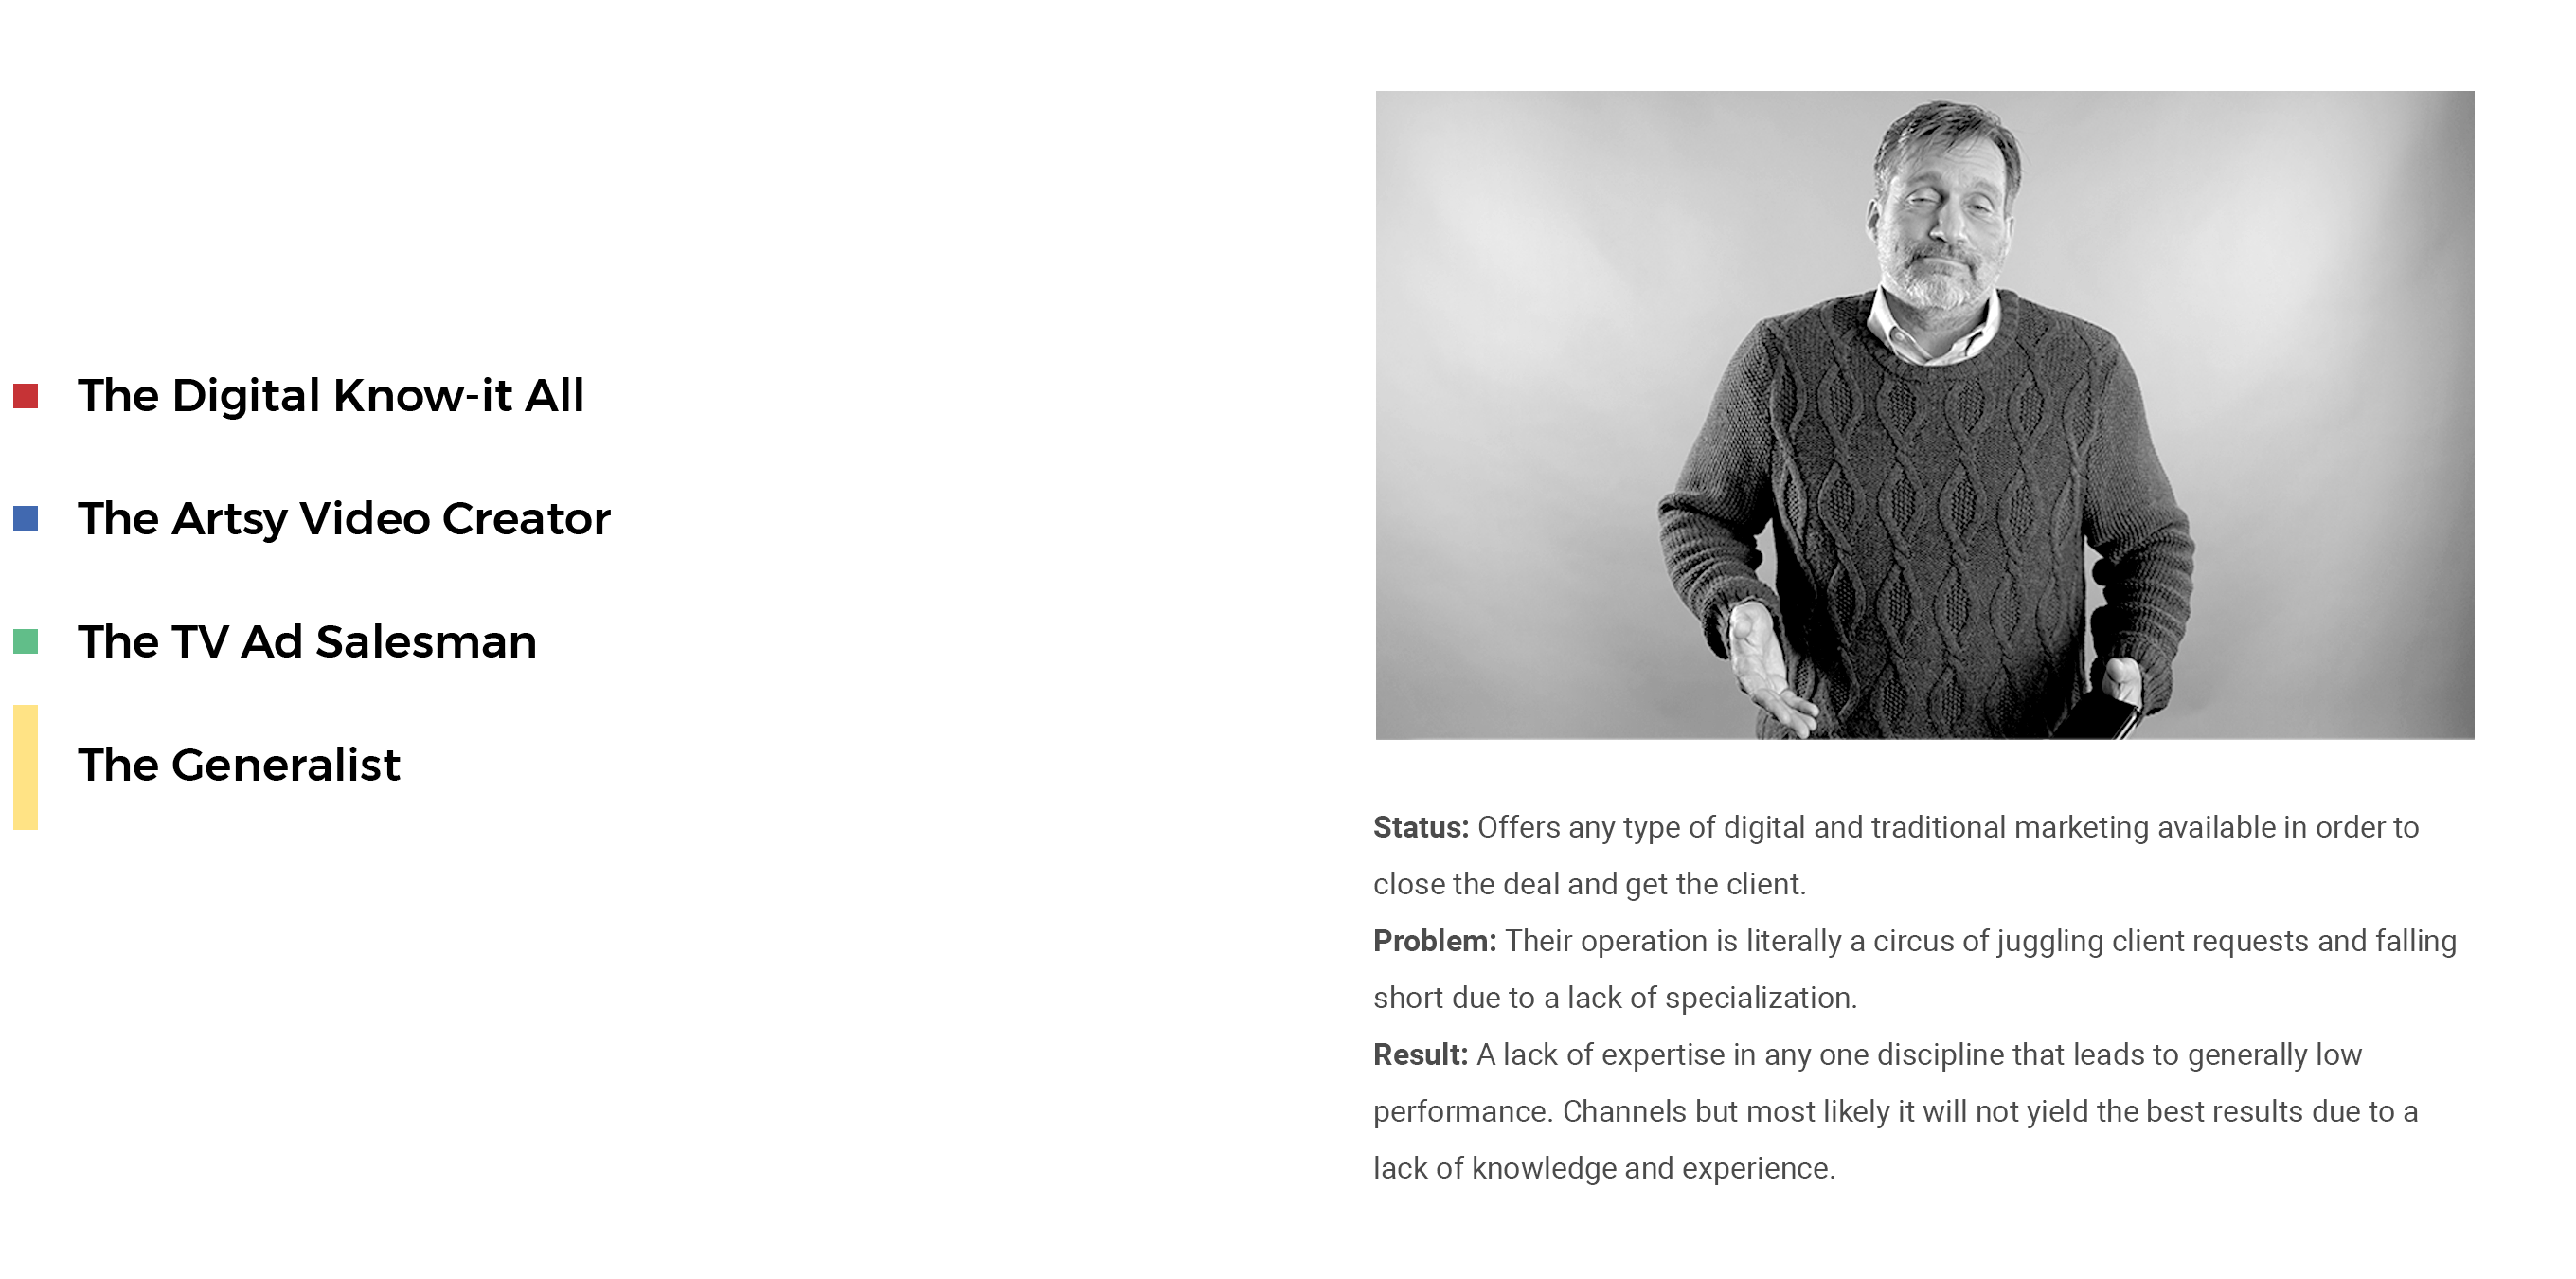 The Digital Know-it All
The Artsy Video Creator
The TV Ad Salesman
The Generalist
Status: Offers any type of digital and traditional marketing available in order to
close the deal and get the client.
Problem: Their operation is literally a circus of juggling client requests and falling
short due to a lack of specialization.
Result: A lack of expertise in any one discipline that leads to generally low
performance. Channels but most likely it will not yield the best results due to a
lack of knowledge and experience.